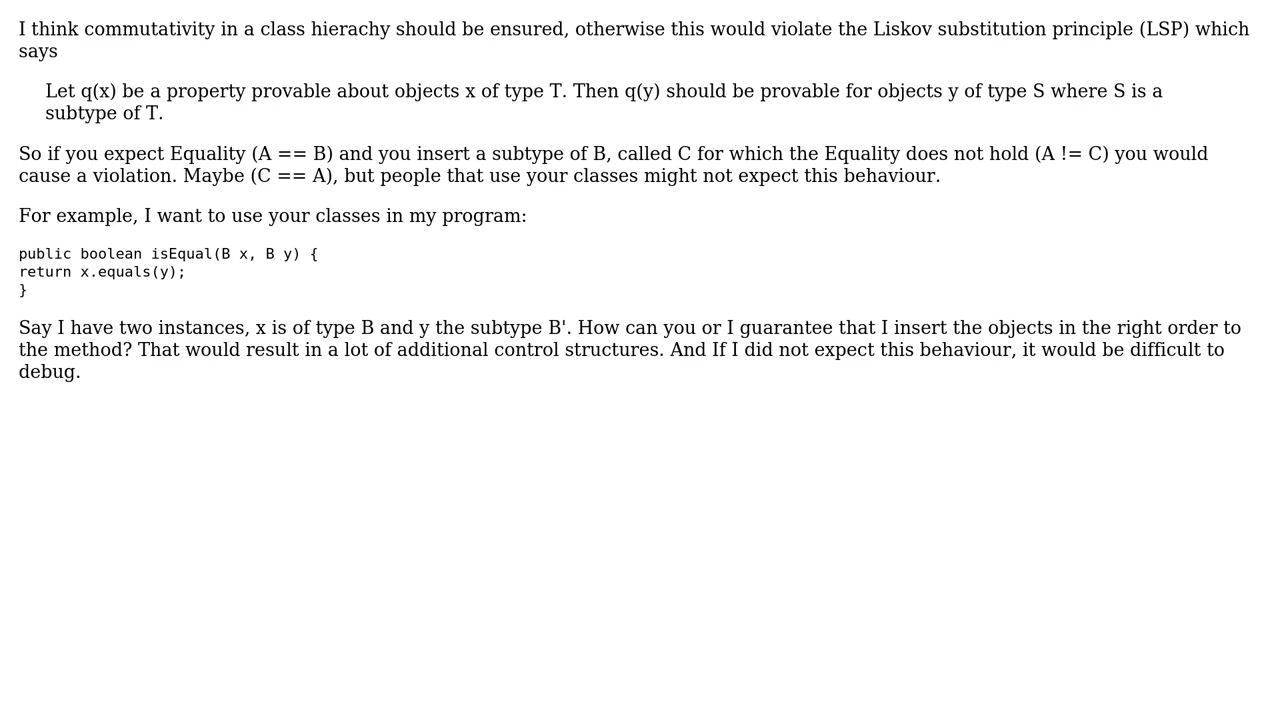 I think commutativity in a class hierachy should be ensured, otherwise this would violate the Liskov substitution principle (LSP) which
says
Let q(x) be a property provable about objects x of type T. Then q(y) should be provable for objects y of type S where S is a
subtype of T.
So if you expect Equality (A == B) and you insert a subtype of B, called C for which the Equality does not hold (A != C) you would
cause a violation. Maybe (C == A), but people that use your classes might not expect this behaviour.
For example, I want to use your classes in my program:
public boolean isEqual(B x, B y) {
return x.equals(y);
}
Say I have two instances, x is of type B and y the subtype B'. How can you or I guarantee that I insert the objects in the right order to
the method? That would result in a lot of additional control structures. And If I did not expect this behaviour, it would be difficult to
debug.